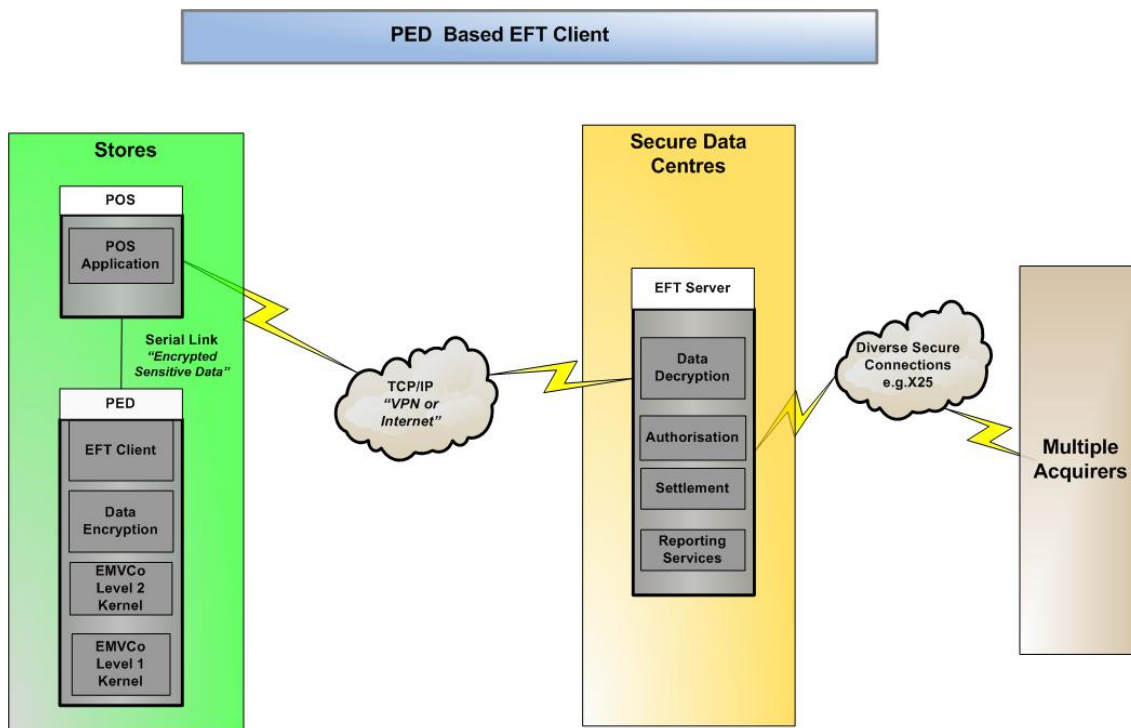 PED Based EFT Client
Stores
POS
POS
Application
Serial Link
“Encrypted
Sensitive Data”
PED
EFT Client
Data
Encryption
EMVCo
Level 2
Kernel
EMVCo
Level 1
Kernel
TCP/IP
“VPN or
Internet”
Secure Data
Centres
EFT Server
Data
Decryption
Authorisation
Settlement
Reporting
Services
Diverse Secure
Connections
e.g.X25
Multiple
Acquirers